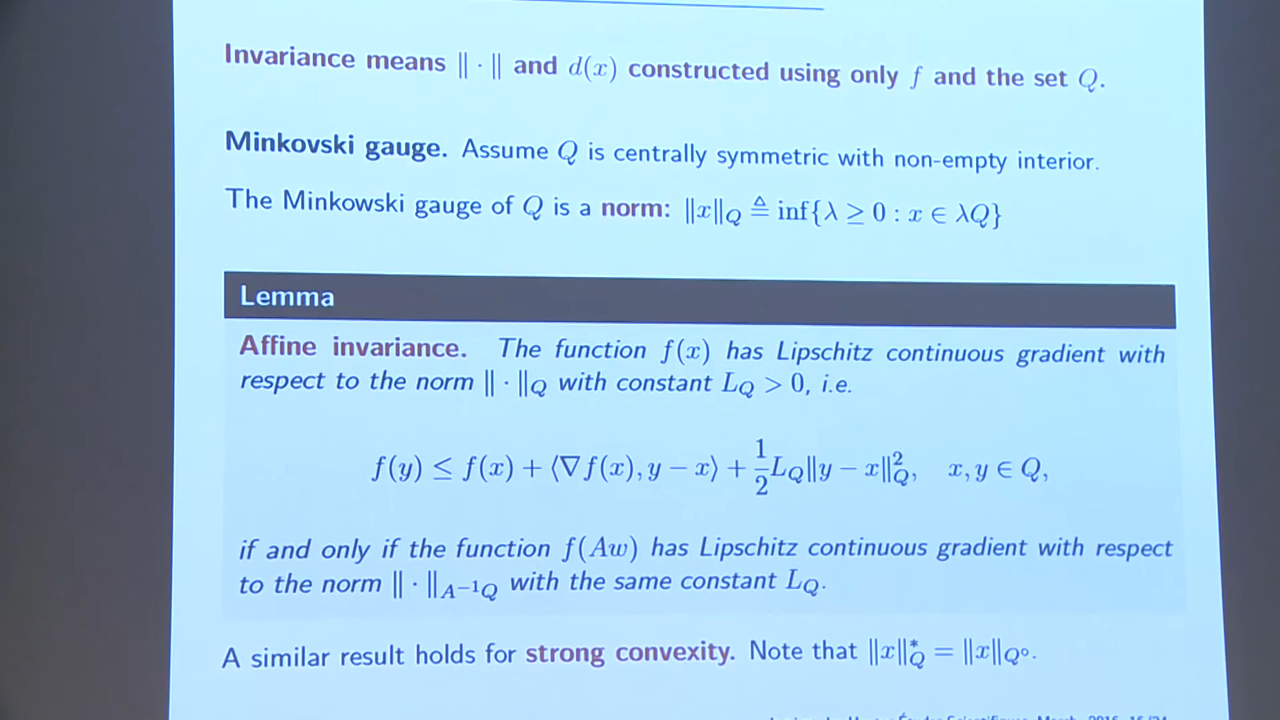 Invariance means ‖ · ‖ and d(x) constructed using only f and the set Q.
Minkovski gauge. Assume Q is centrally symmetric with non-empty interior.
The Minkowski gauge of Q is a norm: ‖x‖_Q ≜ inf{λ ≥ 0 : x ∈ λQ}
Lemma
Affine invariance. The function f(x) has Lipschitz continuous gradient with
respect to the norm ‖ · ‖_Q with constant L_Q > 0, i.e.
f(y) ≤ f(x) + ⟨∇f(x), y − x⟩ + ½L_Q‖y − x‖²_Q, x, y ∈ Q,
if and only if the function f(Aw) has Lipschitz continuous gradient with respect
to the norm ‖ · ‖_{A⁻¹Q} with the same constant L_Q.
A similar result holds for strong convexity. Note that ‖x‖*_Q = ‖x‖_{Q°}.